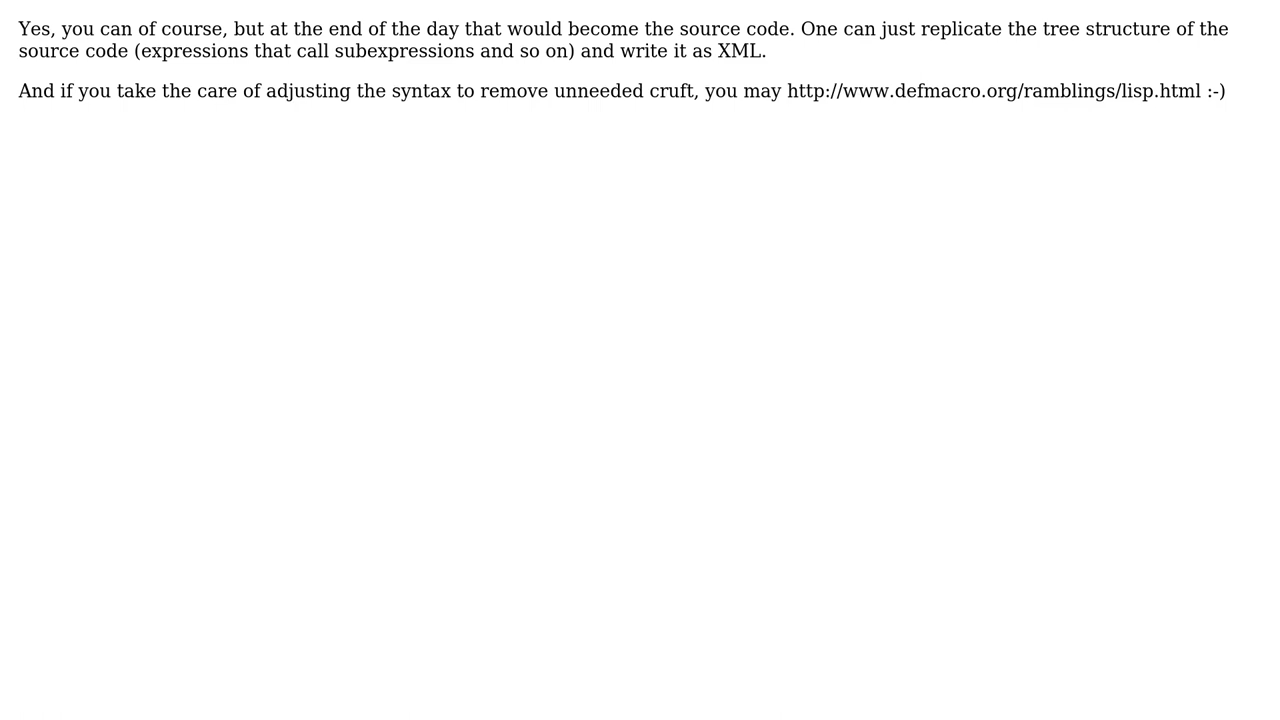 Yes, you can of course, but at the end of the day that would become the source code. One can just replicate the tree structure of the
source code (expressions that call subexpressions and so on) and write it as XML.
And if you take the care of adjusting the syntax to remove unneeded cruft, you may http://www.defmacro.org/ramblings/lisp.html :-)